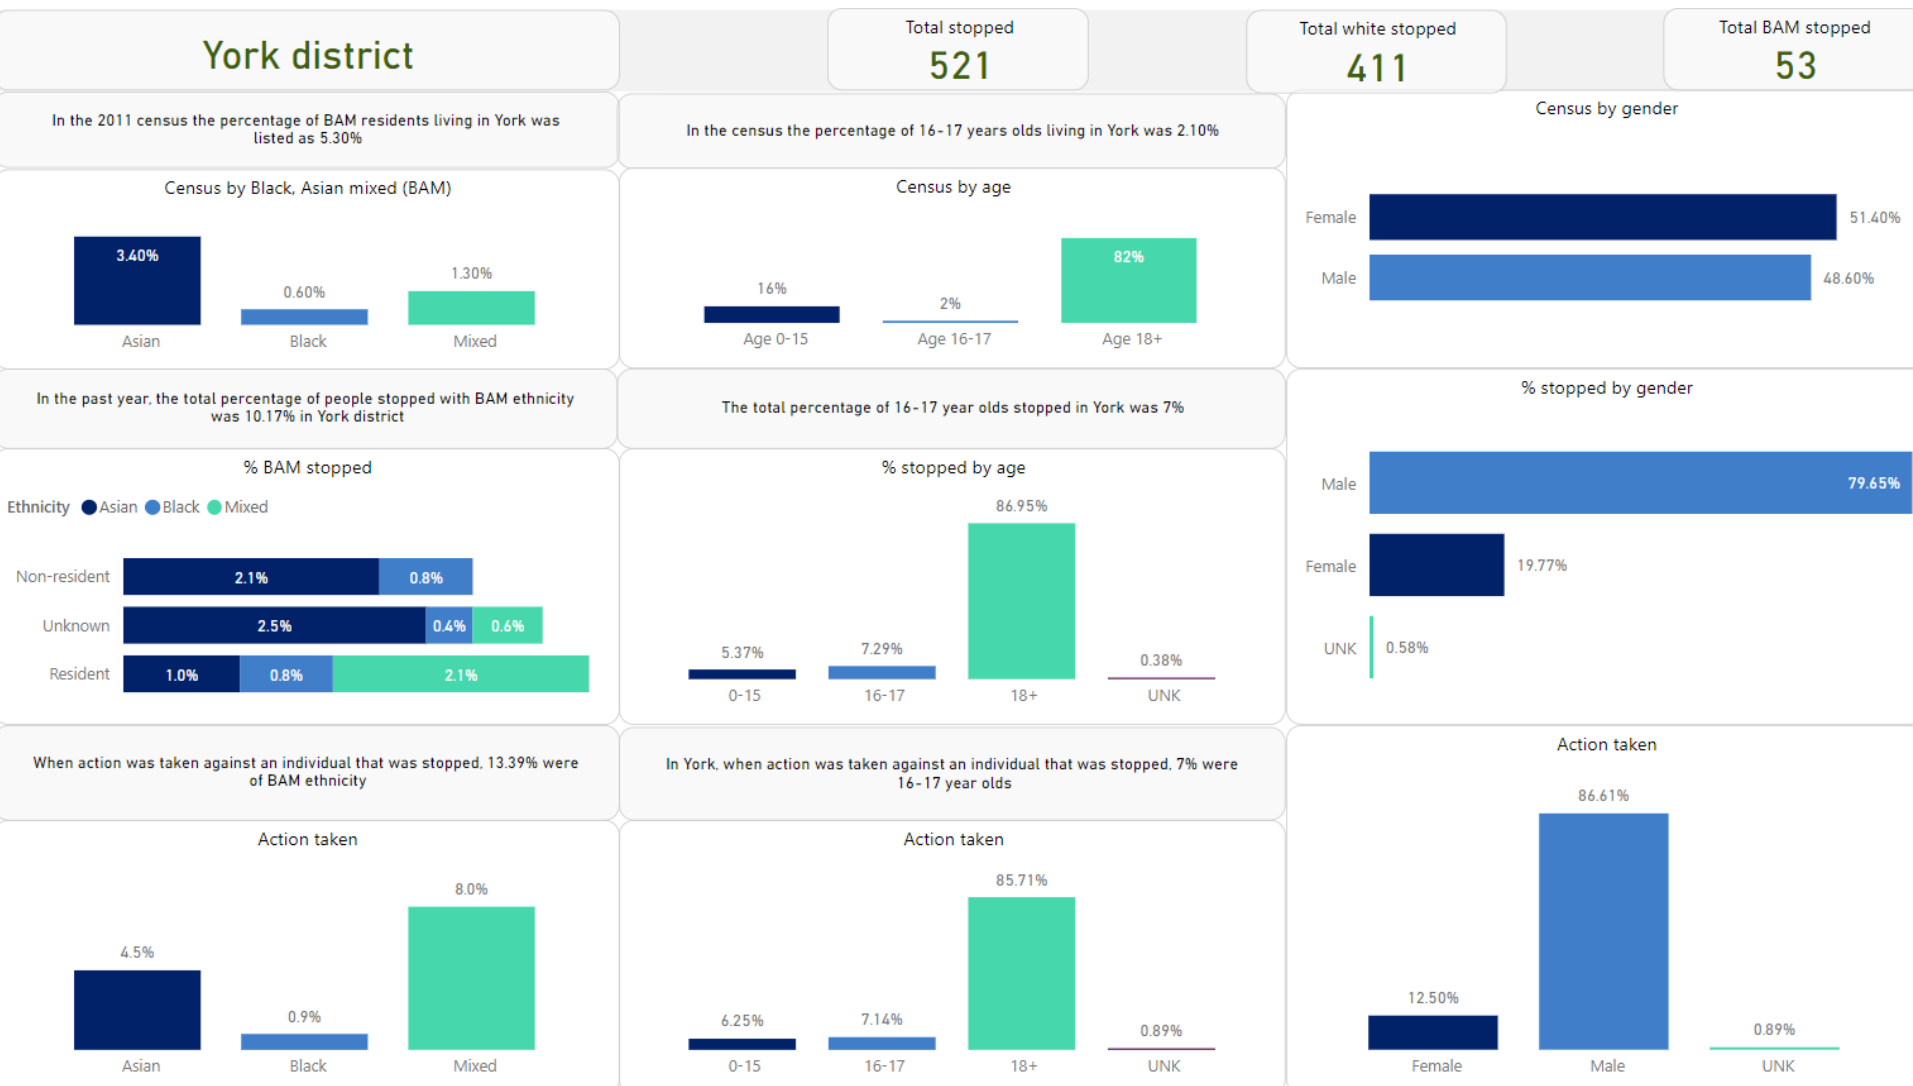 York district
Total stopped
521
Total white stopped
411
Total BAM stopped
53
In the 2011 census the percentage of BAM residents living in York was
listed as 5.30%
Census by Black, Asian mixed (BAM)
3.40%
0.60%
1.30%
Asian
Black
Mixed
In the census the percentage of 16-17 years olds living in York was 2.10%
Census by age
16%
2%
82%
Age 0-15
Age 16-17
Age 18+
Census by gender
Female
51.40%
Male
48.60%
In the past year, the total percentage of people stopped with BAM ethnicity
was 10.17% in York district
% BAM stopped
Ethnicity Asian Black Mixed
Non-resident
2.1%
0.8%
Unknown
2.5%
0.4%
0.6%
Resident
1.0%
0.8%
2.1%
The total percentage of 16-17 year olds stopped in York was 7%
% stopped by age
5.37%
7.29%
86.95%
0.38%
0-15
16-17
18+
UNK
% stopped by gender
Male
79.65%
Female
19.77%
UNK
0.58%
When action was taken against an individual that was stopped, 13.39% were
of BAM ethnicity
Action taken
4.5%
0.9%
8.0%
Asian
Black
Mixed
In York, when action was taken against an individual that was stopped, 7% were
16-17 year olds
Action taken
6.25%
7.14%
85.71%
0.89%
0-15
16-17
18+
UNK
Action taken
12.50%
86.61%
0.89%
Female
Male
UNK